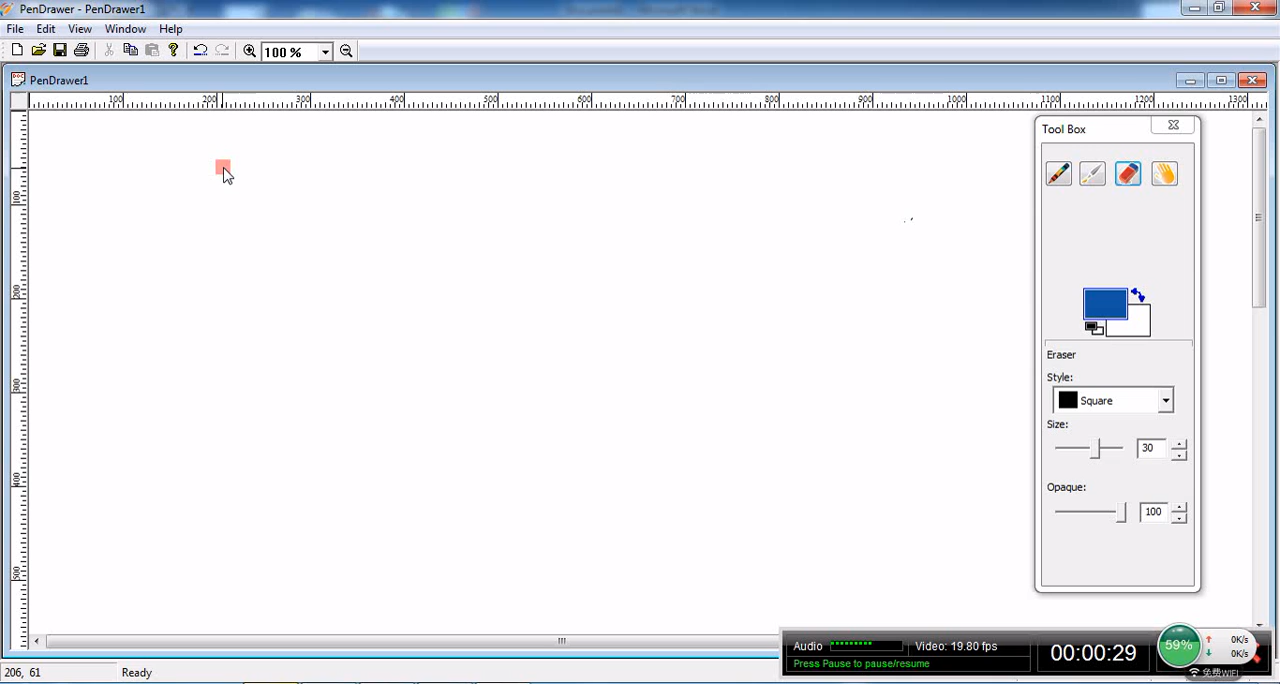 PenDrawer - PenDrawer1
File Edit View Window Help
100 %
PenDrawer1
100 200 300 400 500 600 700 800 900 1000 1100 1200 1300
100
200
300
400
500
Tool Box
Eraser
Style:
Square
Size:
30
Opaque:
100
Audio Video: 19.80 fps
Press Pause to pause/resume
00:00:29
59%
0K/s
0K/s
免费WIFI
206, 61 Ready